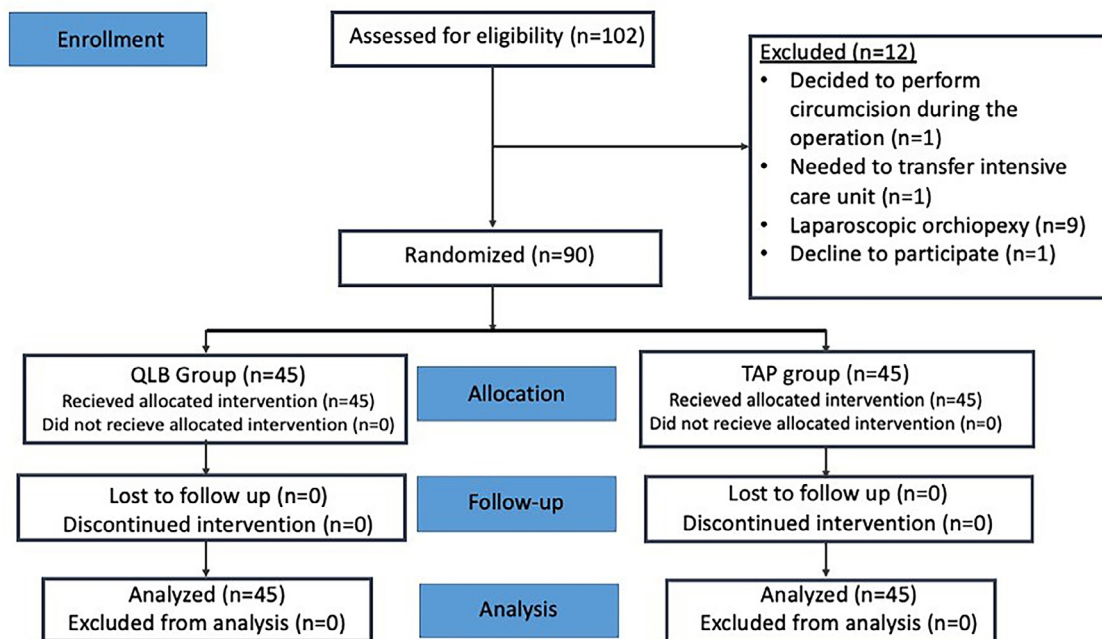 Enrollment
Assessed for eligibility (n=102)
Excluded (n=12)
• Decided to perform
circumcision during the
operation (n=1)
• Needed to transfer intensive
care unit (n=1)
• Laparoscopic orchiopexy (n=9)
• Decline to participate (n=1)
Randomized (n=90)
QLB Group (n=45)
Recieved allocated intervention (n=45)
Did not recieve allocated intervention (n=0)
Allocation
TAP group (n=45)
Recieved allocated intervention (n=45)
Did not recieve allocated intervention (n=0)
Lost to follow up (n=0)
Discontinued intervention (n=0)
Follow-up
Lost to follow up (n=0)
Discontinued intervention (n=0)
Analyzed (n=45)
Excluded from analysis (n=0)
Analysis
Analyzed (n=45)
Excluded from analysis (n=0)